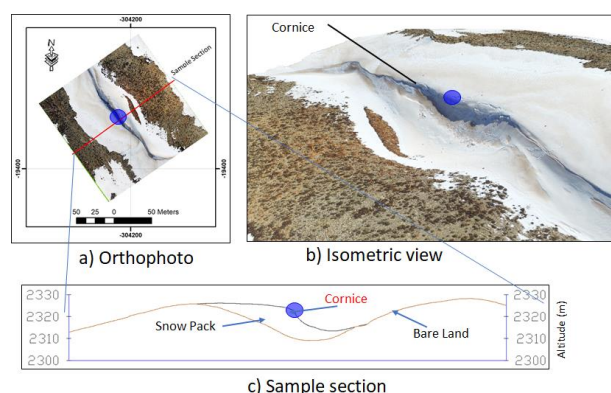 -304200
N
Sample Section
-19400
-19400
50 25 0 50 Meters
-304200
a) Orthophoto
Cornice
b) Isometric view
2330
2320
2310
2300
Snow Pack
Cornice
Bare Land
2330
2320
2310
2300
Altitude (m)
c) Sample section